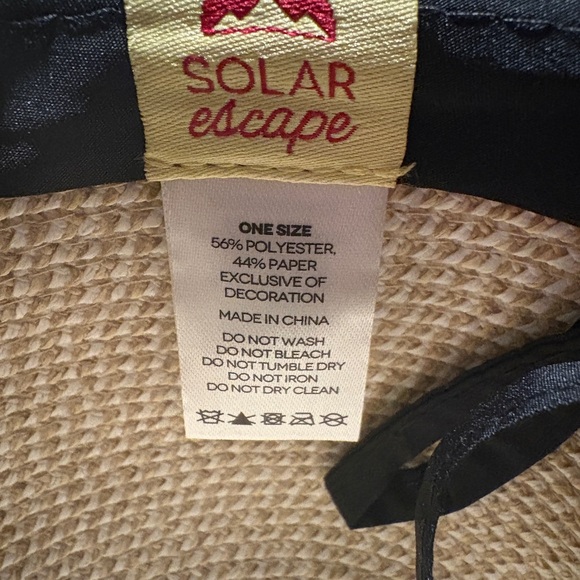 SOLAR
escape
ONE SIZE
56% POLYESTER,
44% PAPER
EXCLUSIVE OF
DECORATION
MADE IN CHINA
DO NOT WASH
DO NOT BLEACH
DO NOT TUMBLE DRY
DO NOT IRON
DO NOT DRY CLEAN